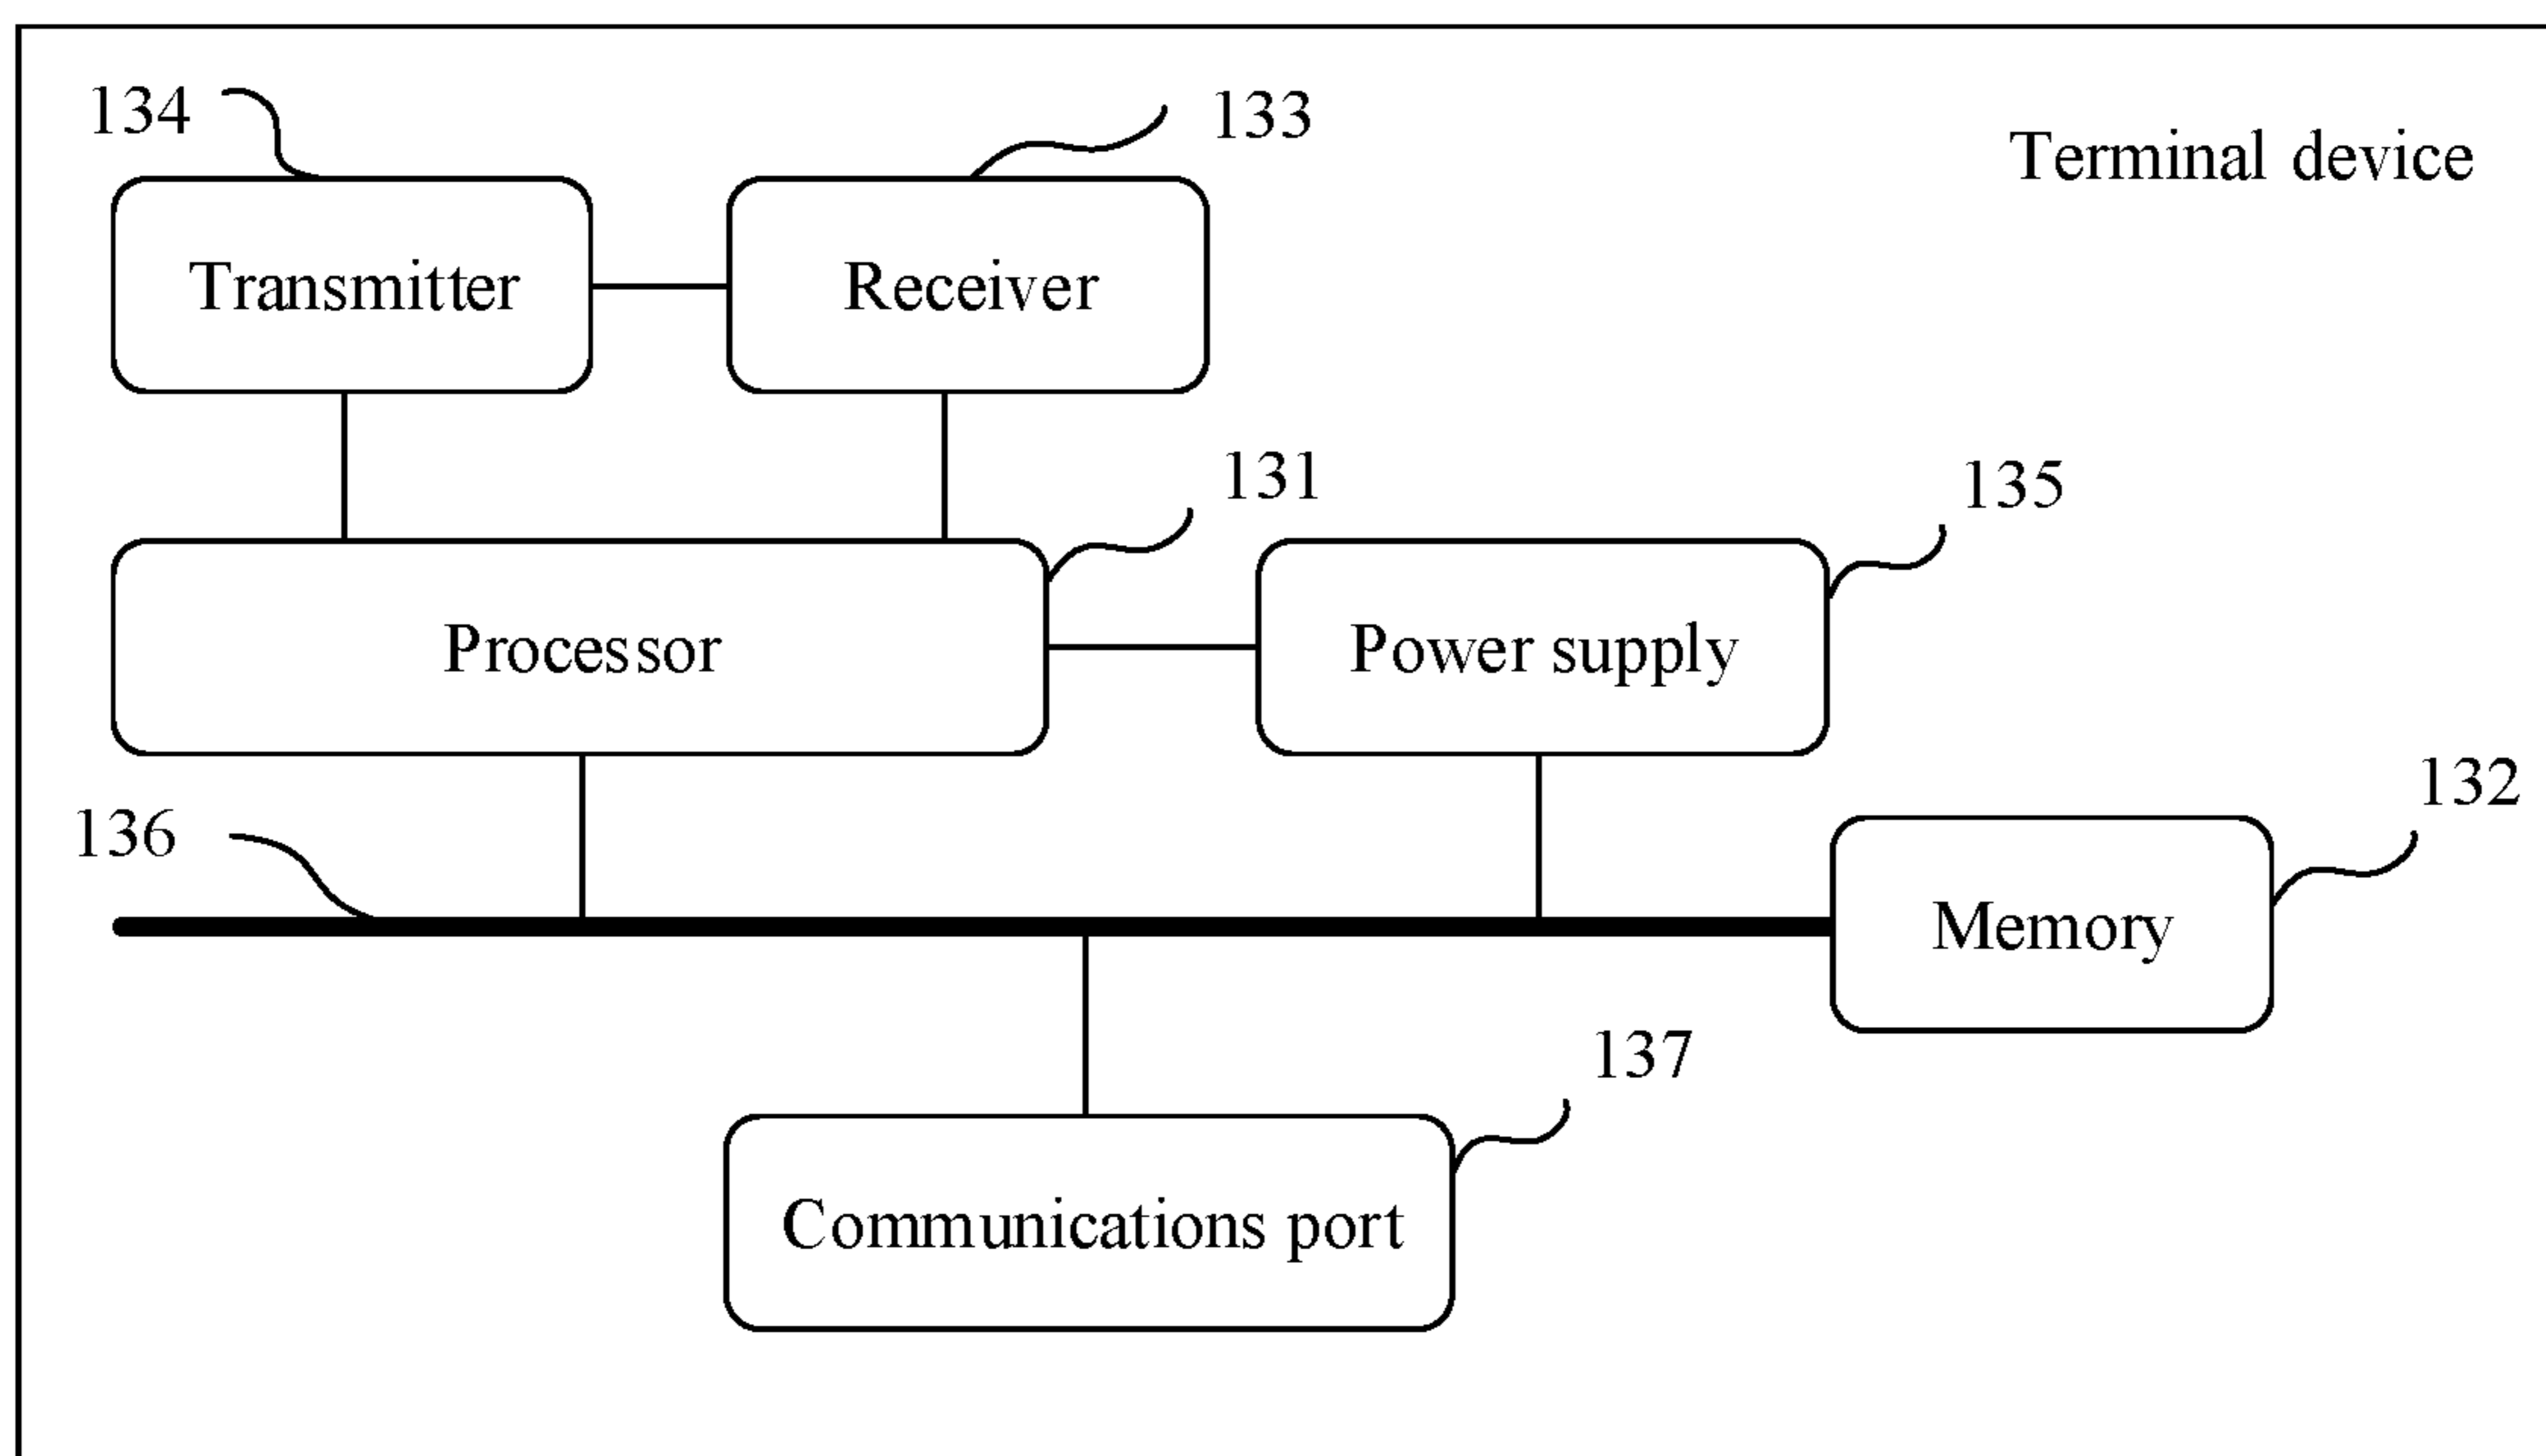 134
133
Terminal device
Transmitter
Receiver
131
135
Processor
Power supply
136
132
Memory
137
Communications port